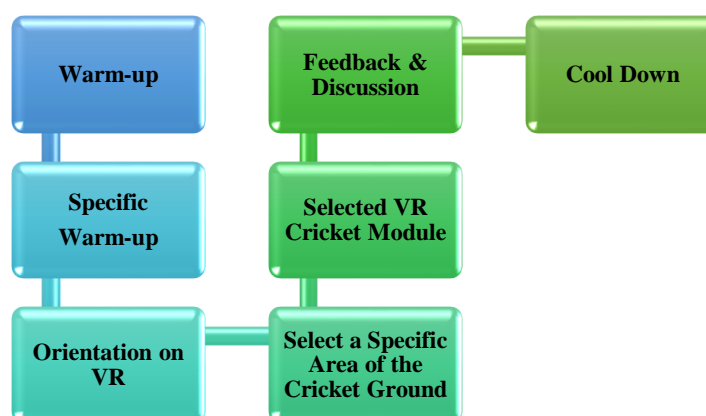 Warm-up
Specific
Warm-up
Orientation on
VR
Select a Specific
Area of the
Cricket Ground
Selected VR
Cricket Module
Feedback &
Discussion
Cool Down